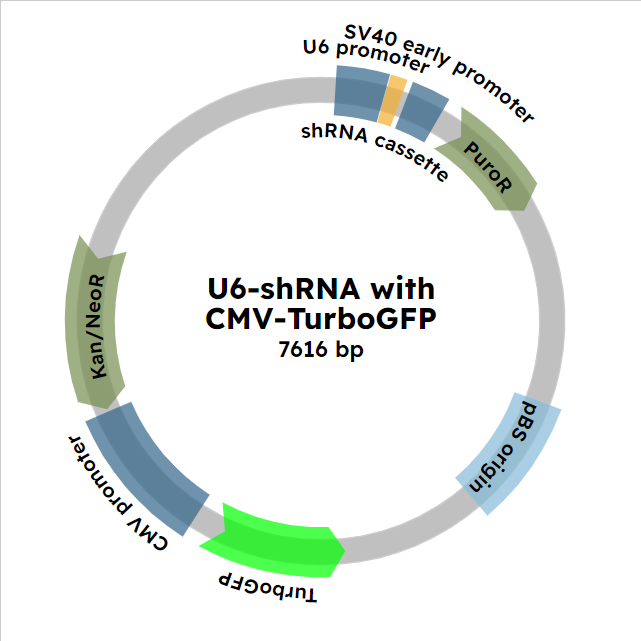 SV40 early promoter
U6 promoter
shRNA cassette
PuroR
Kan/NeoR
U6-shRNA with
CMV-TurboGFP
7616 bp
pBS origin
CMV promoter
TurboGFP